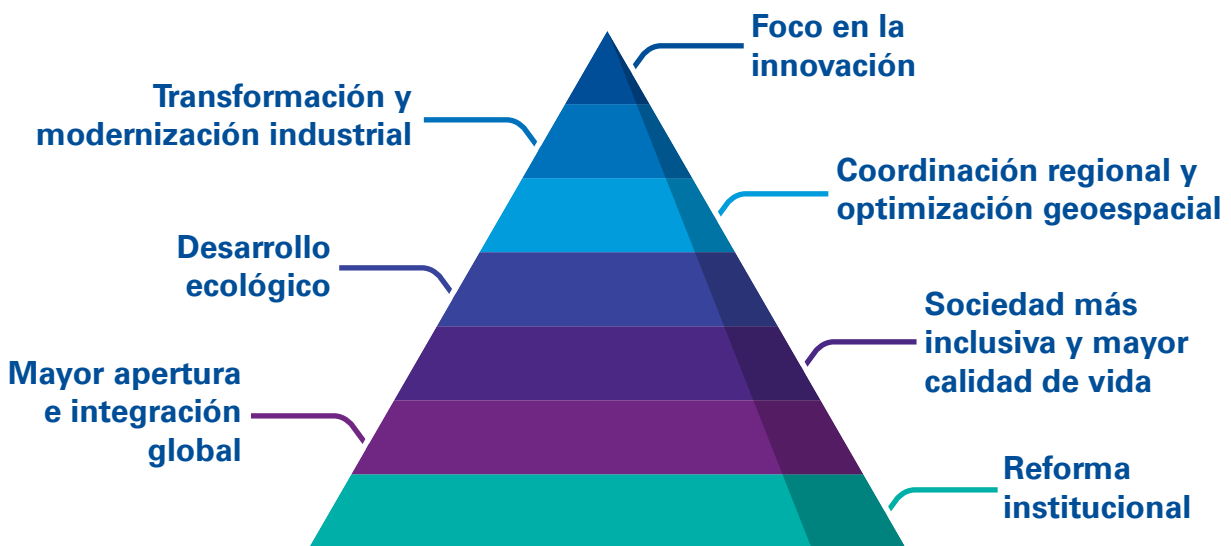 Foco en la
innovación
Transformación y
modernización industrial
Coordinación regional y
optimización geoespacial
Desarrollo
ecológico
Sociedad más
inclusiva y mayor
calidad de vida
Mayor apertura
e integración
global
Reforma
institucional